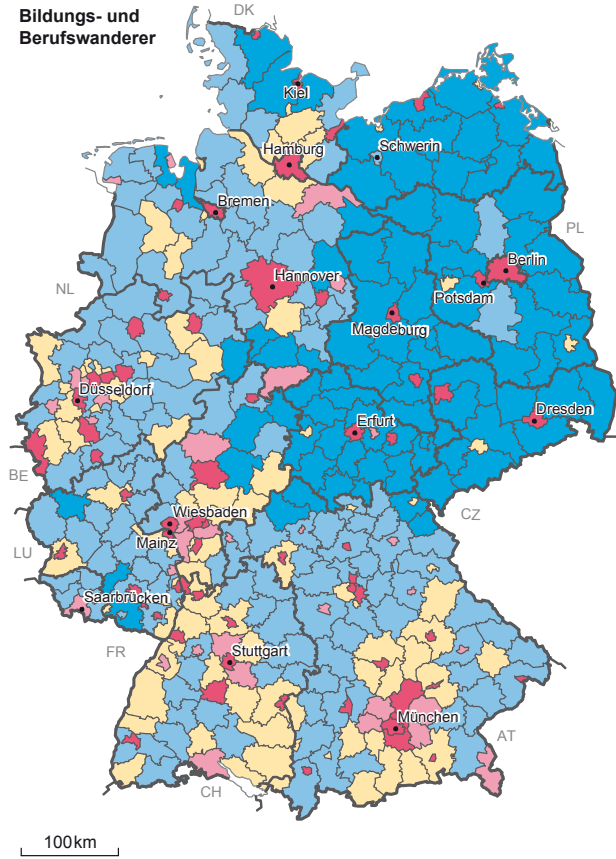 Bildungs- und
Berufswanderer
DK
Kiel
Schwerin
Hamburg
Bremen
PL
Berlin
NL
Hannover
Potsdam
Magdeburg
Düsseldorf
Erfurt
Dresden
BE
Wiesbaden
CZ
Mainz
LU
Saarbrücken
FR
Stuttgart
München
AT
CH
100 km